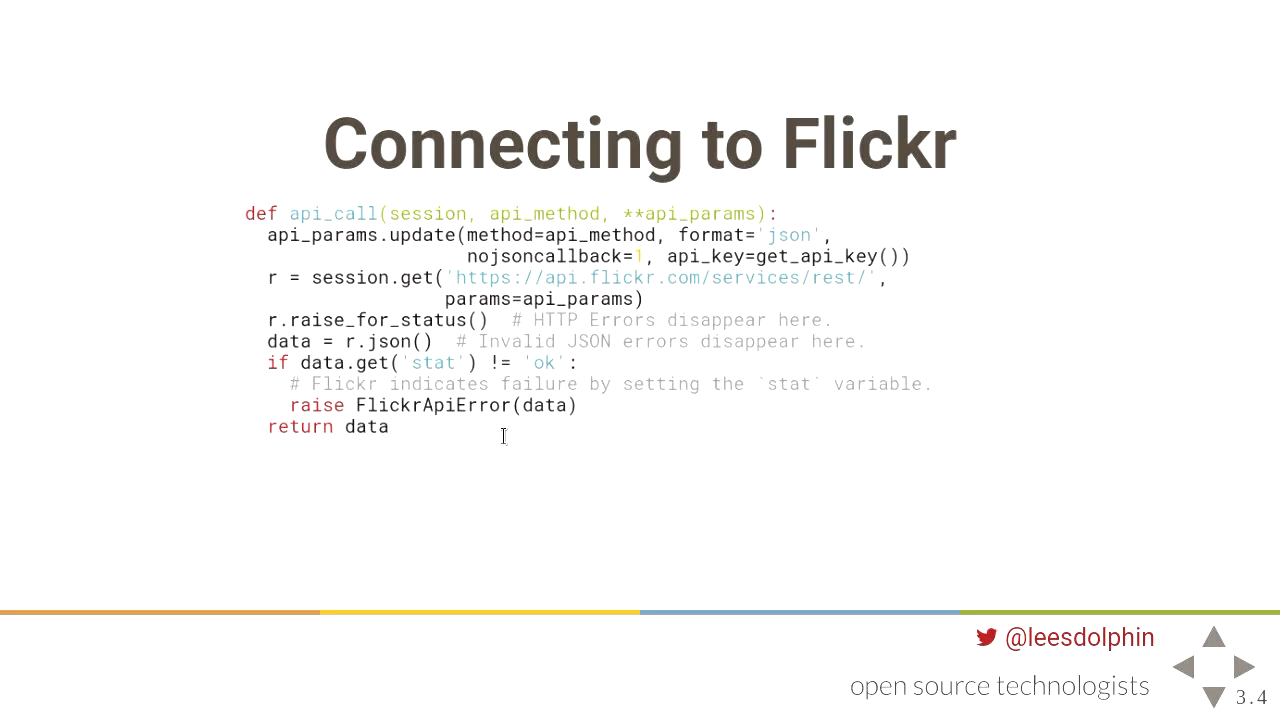 Connecting to Flickr
def api_call(session, api_method, **api_params):
  api_params.update(method=api_method, format='json',
                    nojsoncallback=1, api_key=get_api_key())
  r = session.get('https://api.flickr.com/services/rest/',
                  params=api_params)
  r.raise_for_status()  # HTTP Errors disappear here.
  data = r.json()  # Invalid JSON errors disappear here.
  if data.get('stat') != 'ok':
    # Flickr indicates failure by setting the `stat` variable.
    raise FlickrApiError(data)
  return data
@leesdolphin
open source technologists
3.4